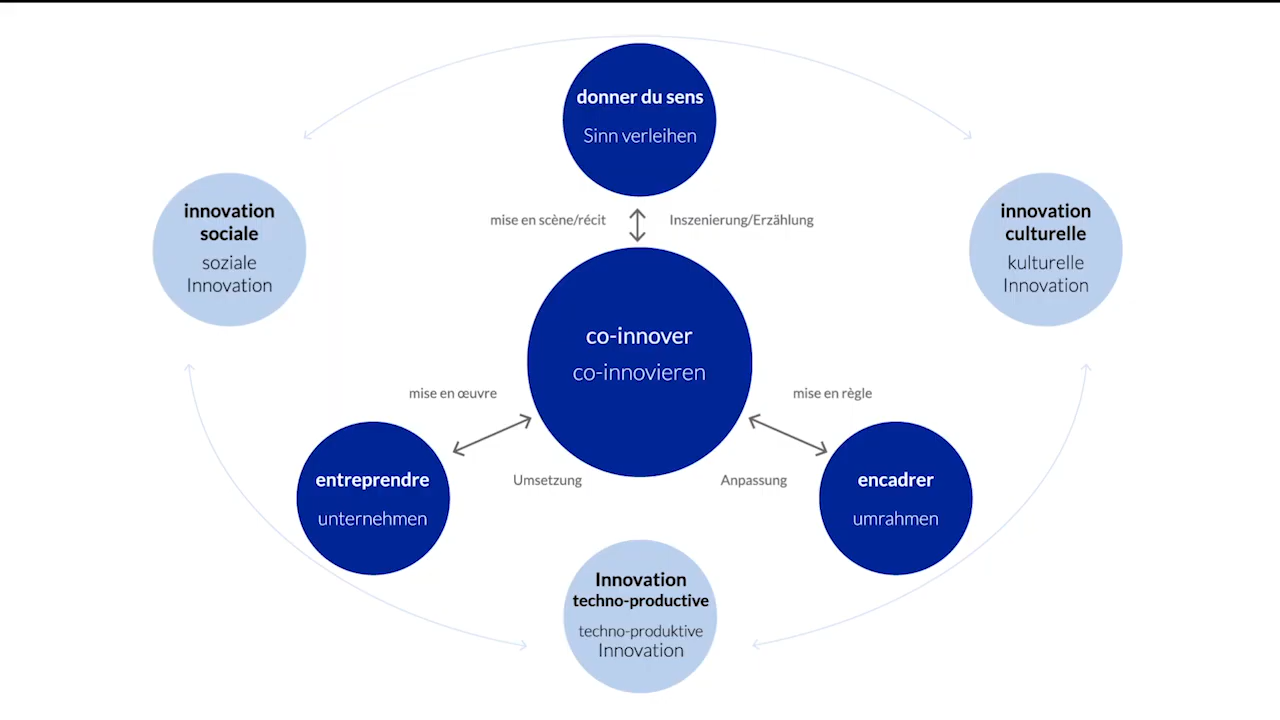 donner du sens
Sinn verleihen
innovation
sociale
soziale
Innovation
mise en scène/récit
Inszenierung/Erzählung
innovation
culturelle
kulturelle
Innovation
co-innover
co-innovieren
mise en œuvre
mise en règle
entreprendre
unternehmen
Umsetzung
Anpassung
encadrer
umrahmen
Innovation
techno-productive
techno-produktive
Innovation